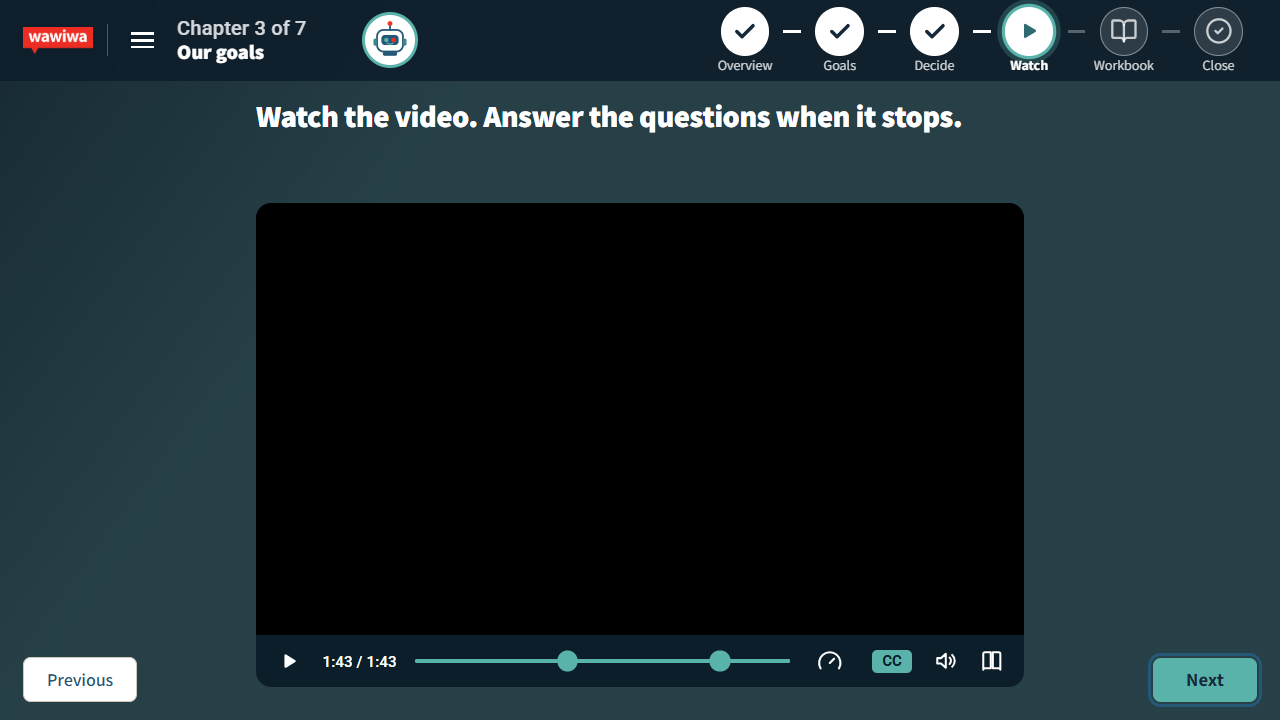 wawiwa
Chapter 3 of 7
Our goals
Overview
Goals
Decide
Watch
Workbook
Close
Watch the video. Answer the questions when it stops.
1:43 / 1:43
CC
Previous
Next